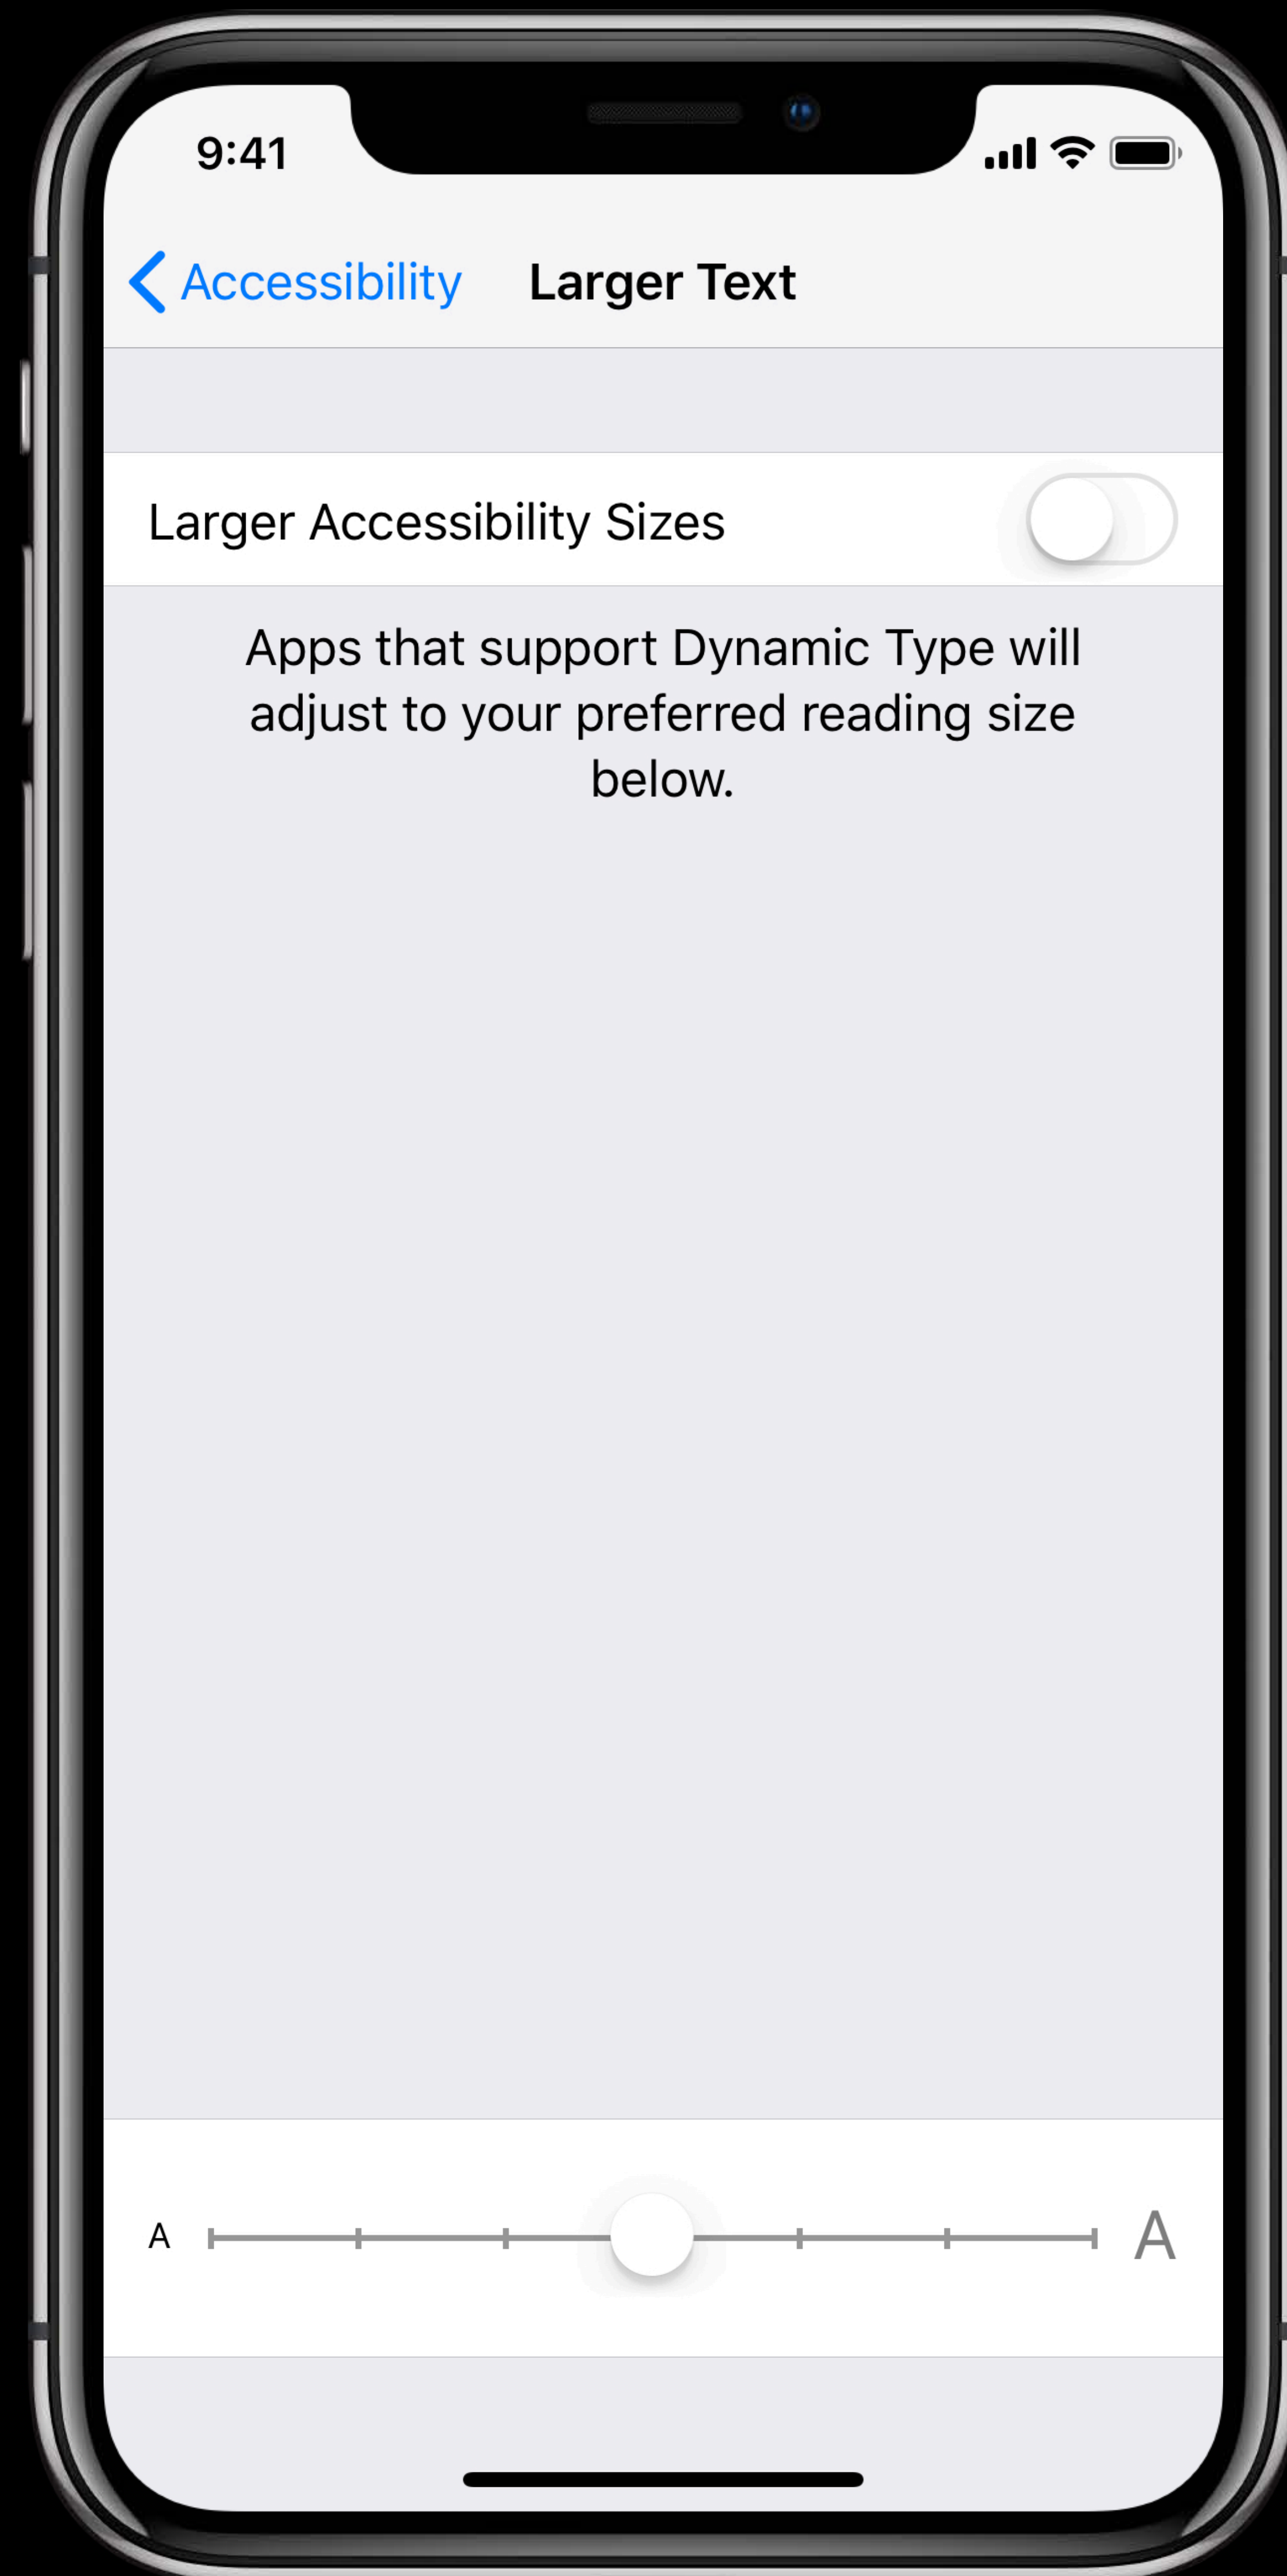 9:41
Accessibility
Larger Text
Larger Accessibility Sizes
Apps that support Dynamic Type will
adjust to your preferred reading size
below.
A
A